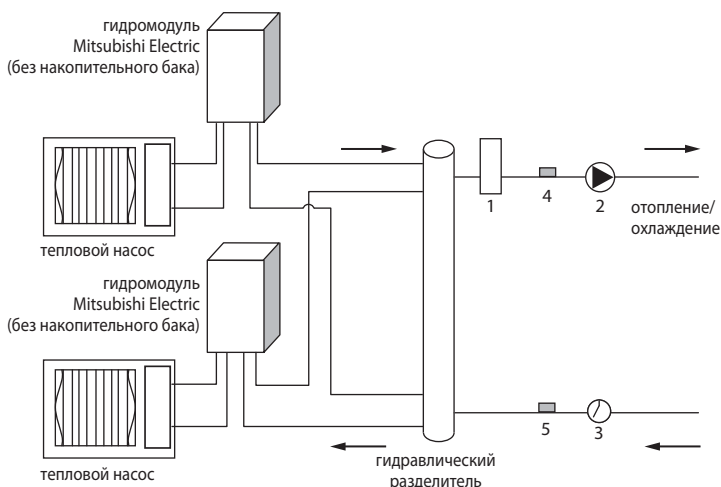 гидромодуль
Mitsubishi Electric
(без накопительного бака)
тепловой насос
гидромодуль
Mitsubishi Electric
(без накопительного бака)
тепловой насос
1
4
2
отопление/
охлаждение
5
3
гидравлический
разделитель